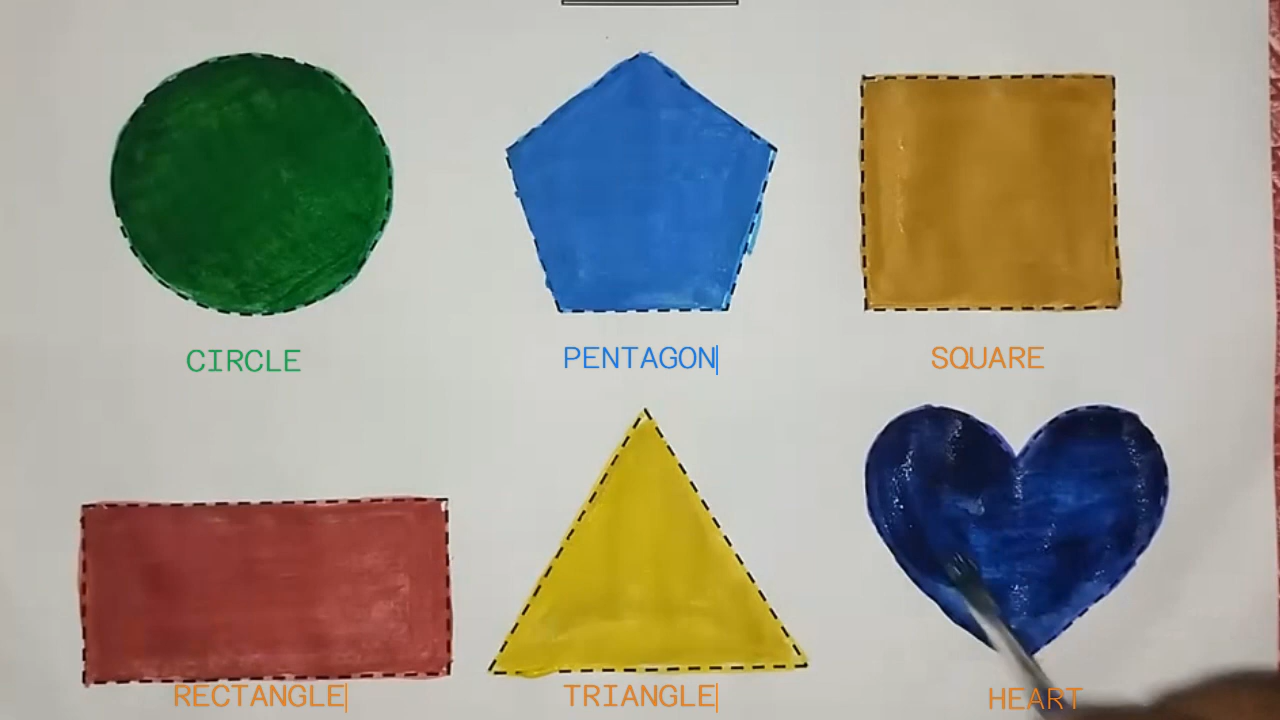 CIRCLE
PENTAGON
SQUARE
RECTANGLE
TRIANGLE
HEART